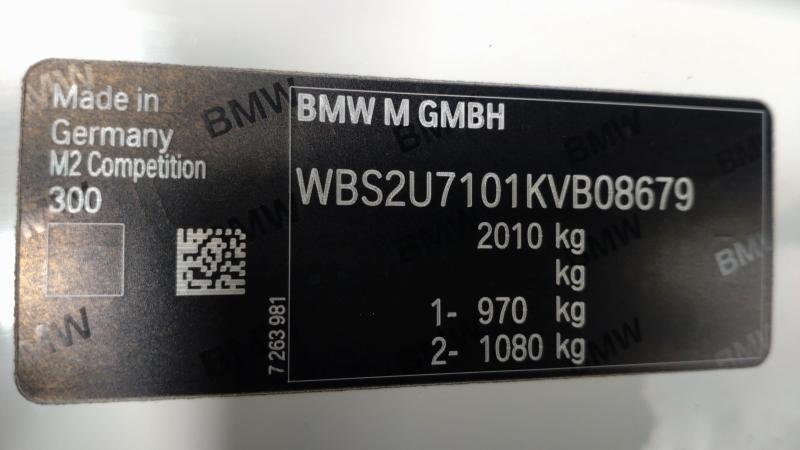 Made in
Germany
M2 Competition
300
7 263 981
BMW M GMBH
WBS2U7101KVB08679
2010 kg
kg
1- 970 kg
2- 1080 kg